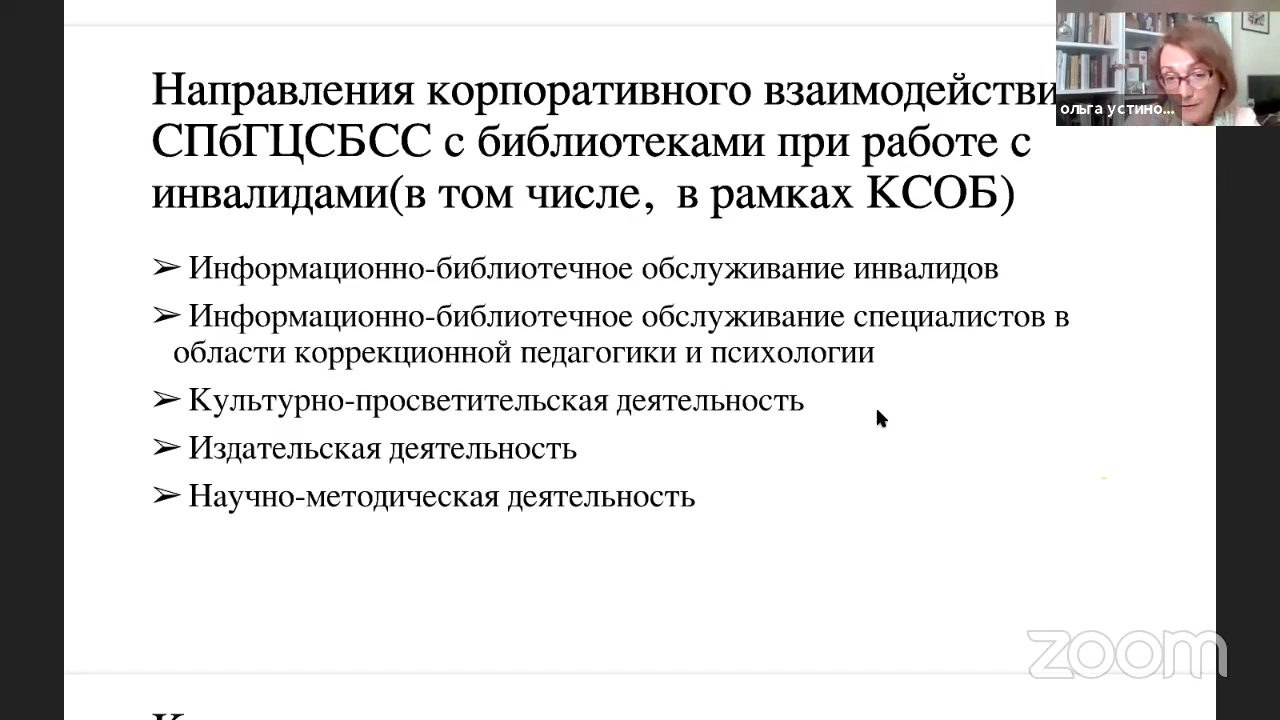 Направления корпоративного взаимодействи
СПбГЦСБСС с библиотеками при работе с
инвалидами(в том числе, в рамках КСОБ)
➢ Информационно-библиотечное обслуживание инвалидов
➢ Информационно-библиотечное обслуживание специалистов в
области коррекционной педагогики и психологии
➢ Культурно-просветительская деятельность
➢ Издательская деятельность
➢ Научно-методическая деятельность
ольга устино...
zoom